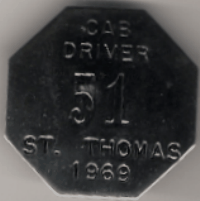 CAB
DRIVER
51
ST. THOMAS
1969